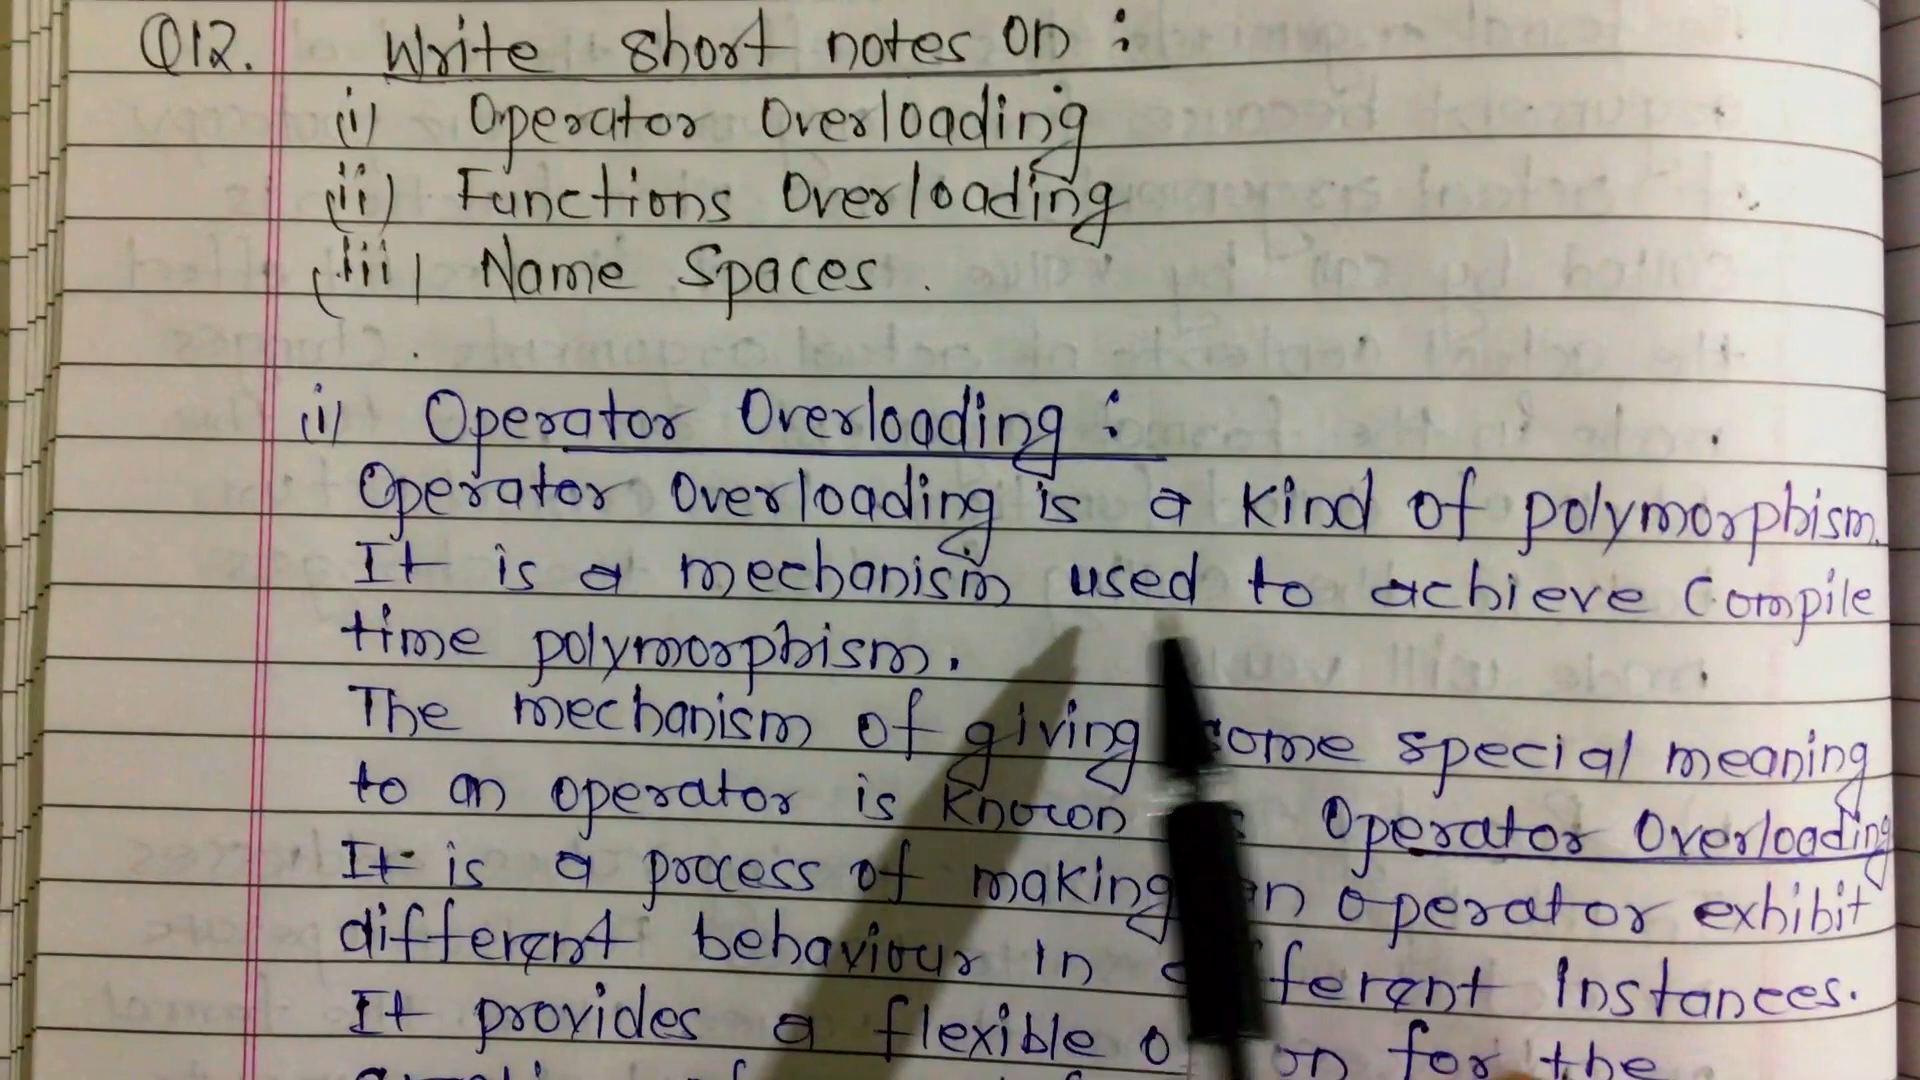 Q12. Write short notes on :
(i) Operator Overloading
(ii) Functions Overloading
(iii) Name Spaces.
(i) Operator Overloading :
Operator Overloading is a kind of polymorphism.
It is a mechanism used to achieve Compile
time polymorphism.
The mechanism of giving some special meaning
to an operator is known Operator Overloading
It is a process of making an operator exhibit
different behaviour in different Instances.
It provides a flexible for the